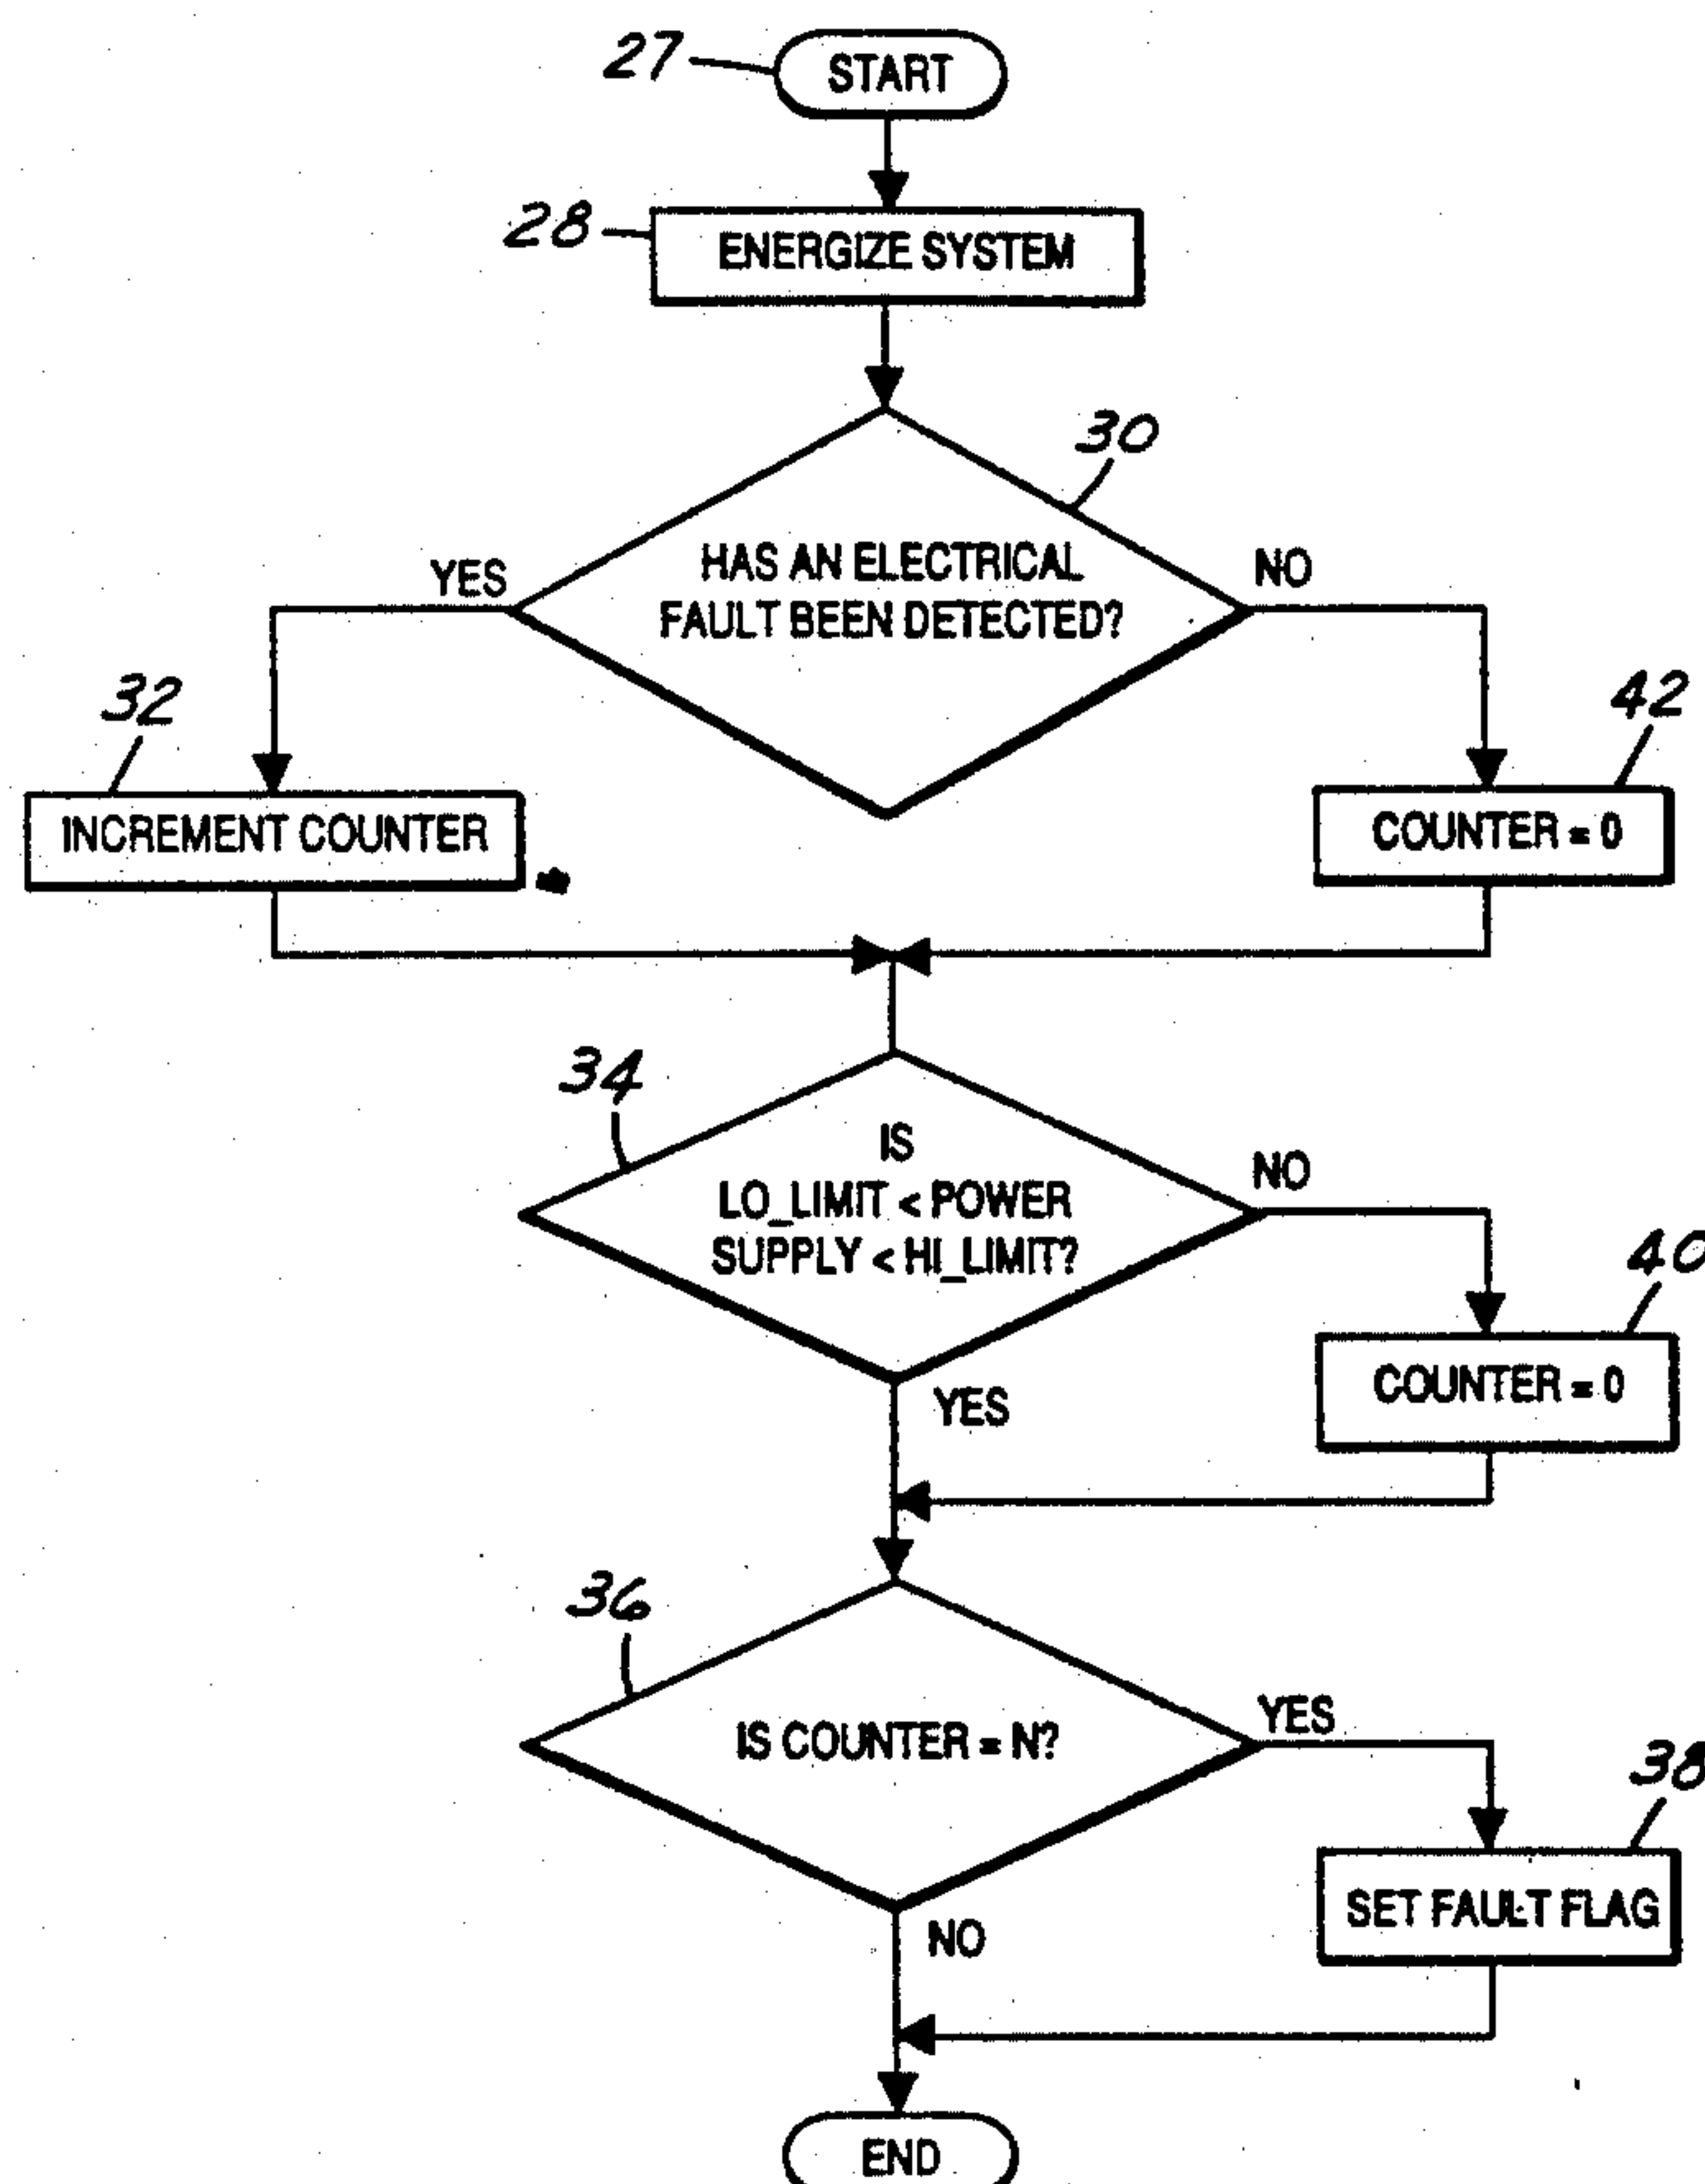 27
START
28
ENERGIZE SYSTEM
30
HAS AN ELECTRICAL
FAULT BEEN DETECTED?
YES
NO
32
42
INCREMENT COUNTER
COUNTER = 0
34
IS
LO_LIMIT < POWER
SUPPLY < HI_LIMIT?
NO
40
COUNTER = 0
YES
36
IS COUNTER = N?
YES
38
SET FAULT FLAG
NO
END